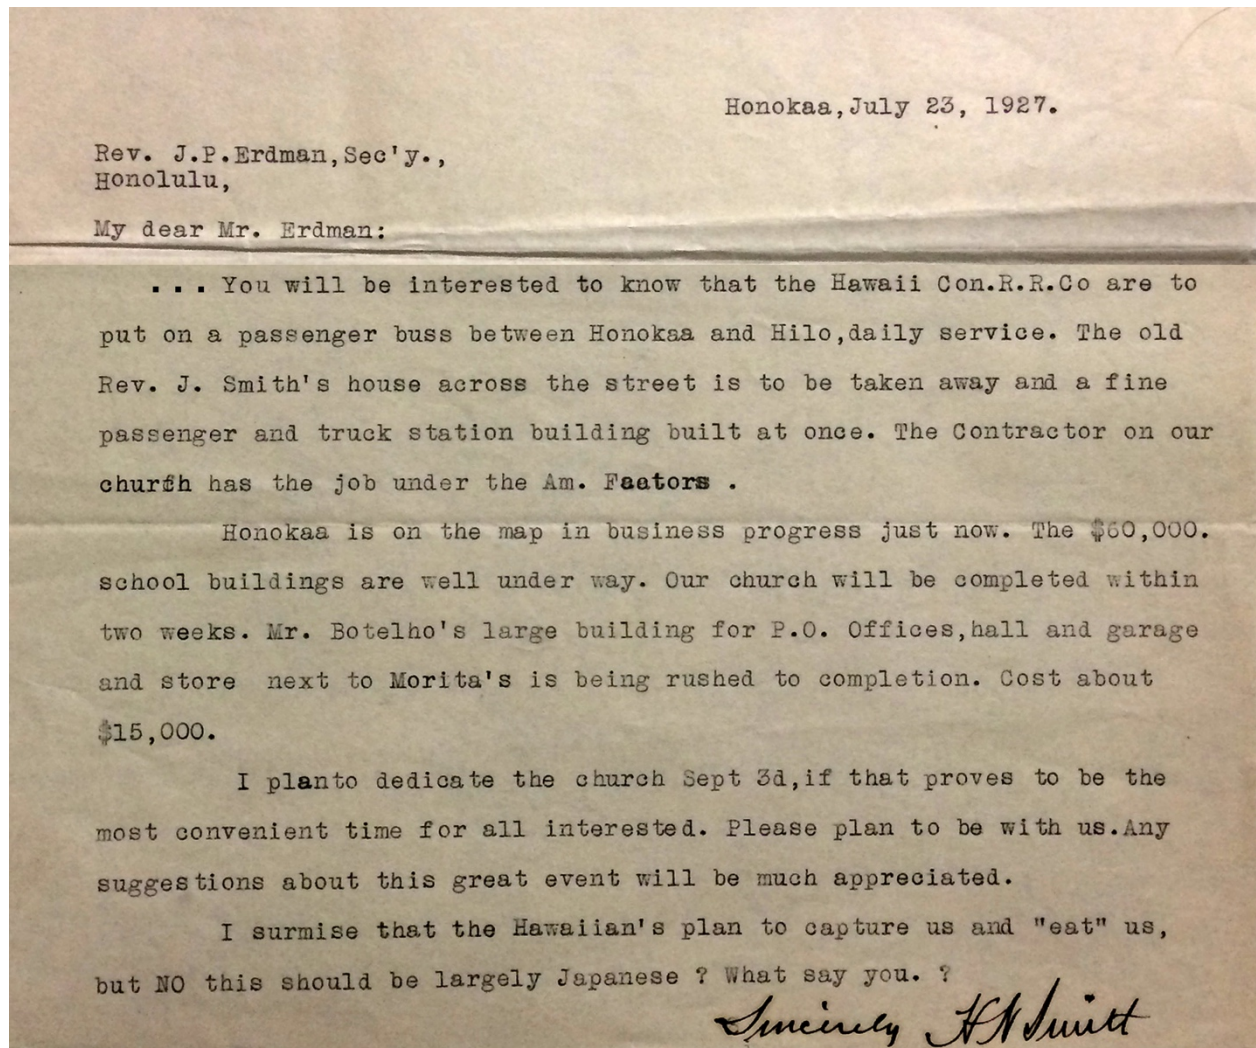 Honokaa,July 23, 1927.
Rev. J.P.Erdman,Sec'y.,
Honolulu,
My dear Mr. Erdman:
... You will be interested to know that the Hawaii Con.R.R.Co are to
put on a passenger buss between Honokaa and Hilo,daily service. The old
Rev. J. Smith's house across the street is to be taken away and a fine
passenger and truck station building built at once. The Contractor on our
church has the job under the Am. Faators .
Honokaa is on the map in business progress just now. The $60,000.
school buildings are well under way. Our church will be completed within
two weeks. Mr. Botelho's large building for P.O. Offices,hall and garage
and store next to Morita's is being rushed to completion. Cost about
$15,000.
I planto dedicate the church Sept 3d,if that proves to be the
most convenient time for all interested. Please plan to be with us.Any
suggestions about this great event will be much appreciated.
I surmise that the Hawaiian's plan to capture us and "eat" us,
but NO this should be largely Japanese ? What say you. ?
Sincerely H N Smith